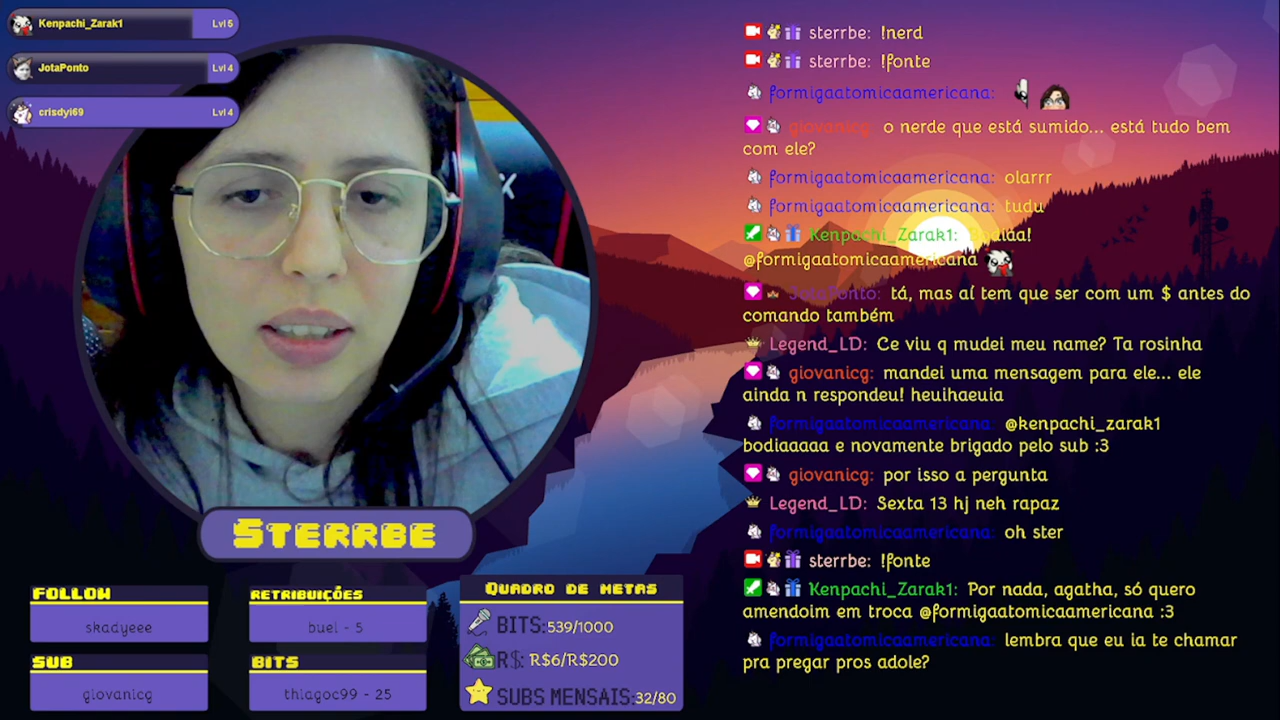 Kenpachi_Zarak1 Lvl 5
JotaPonto Lvl 4
crisdyi69 Lvl 4
STERRBE
FOLLOW
skadyeee
SUB
giovanicg
RETRIBUIÇÕES
buel - 5
BITS
thiagoc99 - 25
QUADRO DE METAS
BITS:539/1000
R$: R$6/R$200
SUBS MENSAIS:32/80
sterrbe: !nerd
sterrbe: !fonte
formigaatomicaamericana:
giovanicg: o nerde que está sumido... está tudo bem
com ele?
formigaatomicaamericana: olarrr
formigaatomicaamericana: tudu
Kenpachi_Zarak1:
@formigaatomicaamericana
JotaPonto: tá, mas aí tem que ser com um $ antes do
comando também
Legend_LD: Ce viu q mudei meu name? Ta rosinha
giovanicg: mandei uma mensagem para ele... ele
ainda n respondeu! heuihaeuia
formigaatomicaamericana: @kenpachi_zarak1
bodiaaaaa e novamente brigado pelo sub :3
giovanicg: por isso a pergunta
Legend_LD: Sexta 13 hj neh rapaz
formigaatomicaamericana: oh ster
sterrbe: !fonte
Kenpachi_Zarak1: Por nada, agatha, só quero
amendoim em troca @formigaatomicaamericana :3
formigaatomicaamericana: lembra que eu ia te chamar
pra pregar pros adole?